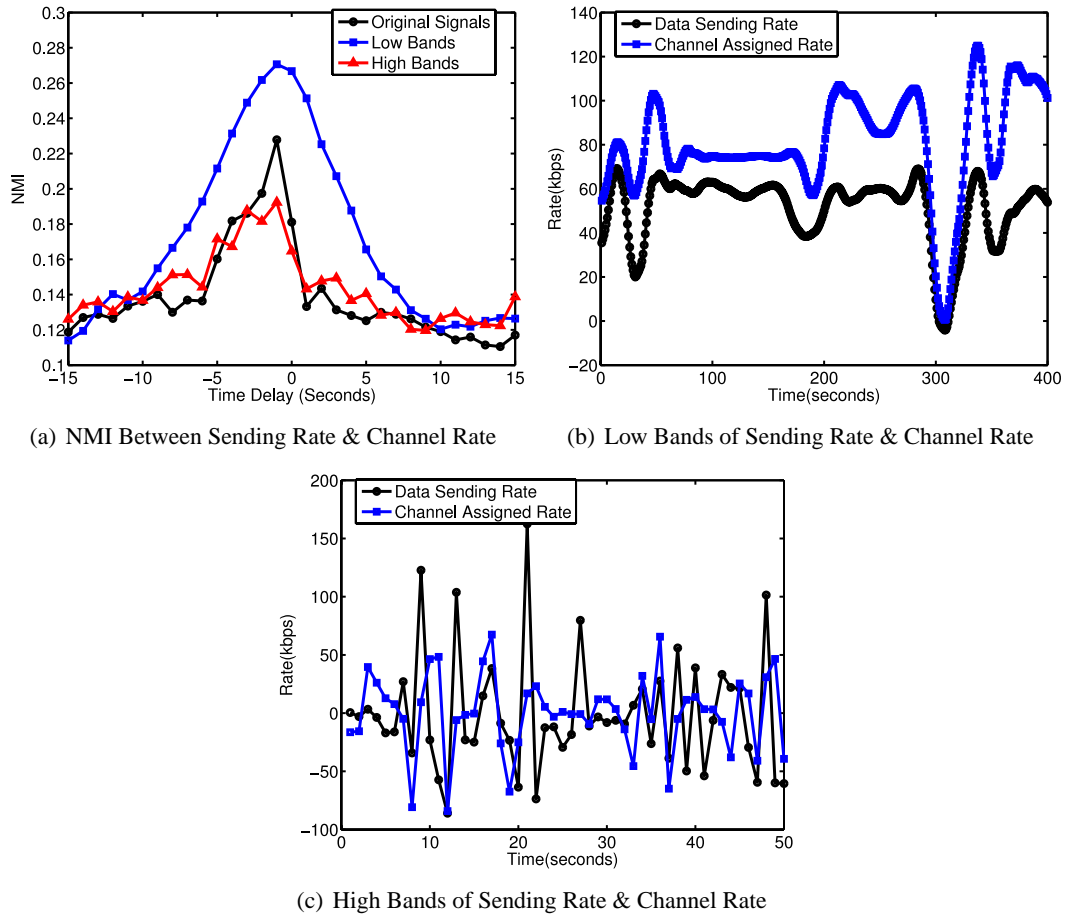 0.3
0.28
0.26
0.24
0.22
0.2
0.18
0.16
0.14
0.12
0.1
NMI
Original Signals
Low Bands
High Bands
−15 −10 −5 0 5 10 15
Time Delay (Seconds)
(a) NMI Between Sending Rate & Channel Rate
140
120
100
80
60
40
20
0
−20
Rate(kbps)
Data Sending Rate
Channel Assigned Rate
0 100 200 300 400
Time(seconds)
(b) Low Bands of Sending Rate & Channel Rate
200
150
100
50
0
−50
−100
Rate(kbps)
Data Sending Rate
Channel Assigned Rate
0 10 20 30 40 50
Time(seconds)
(c) High Bands of Sending Rate & Channel Rate